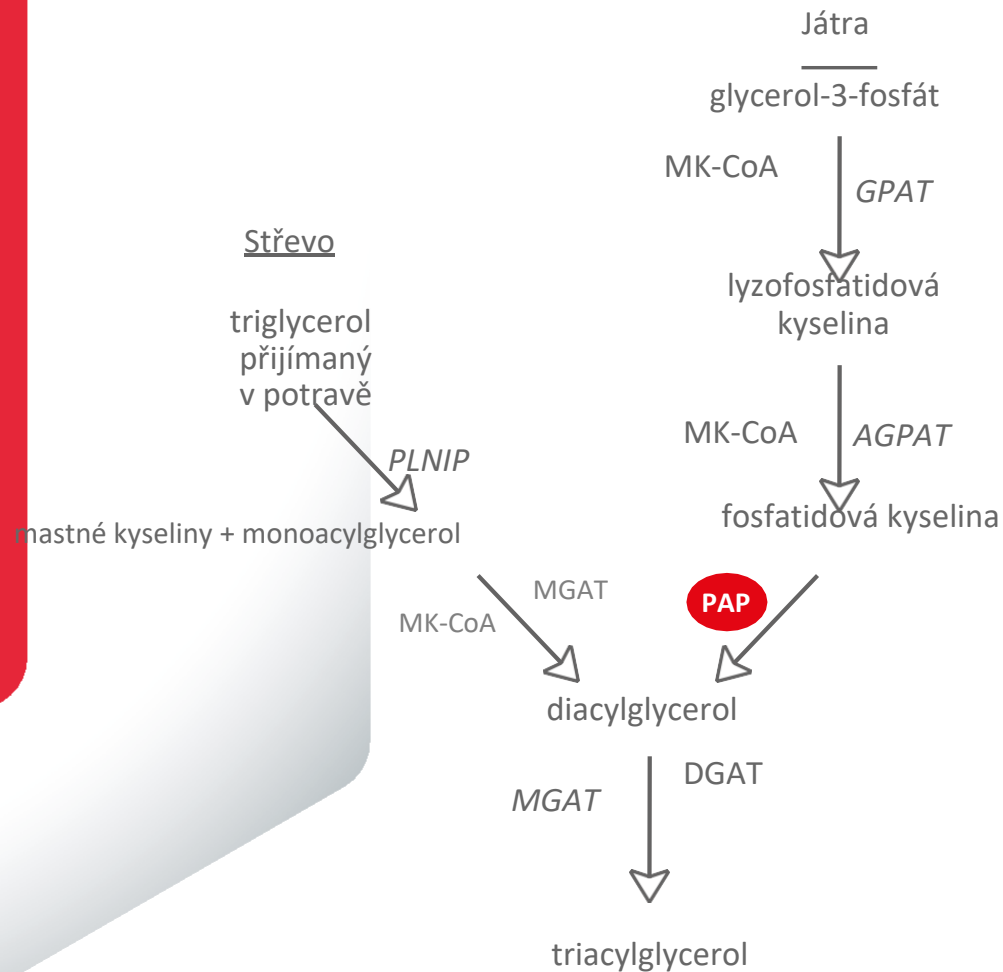 Játra
glycerol-3-fosfát
MK-CoA
GPAT
Střevo
lyzofosfatidová
kyselina
triglycerol
přijímaný
v potravě
MK-CoA
AGPAT
PLNIP
fosfatidová kyselina
mastné kyseliny + monoacylglycerol
MGAT
PAP
MK-CoA
diacylglycerol
DGAT
MGAT
triacylglycerol